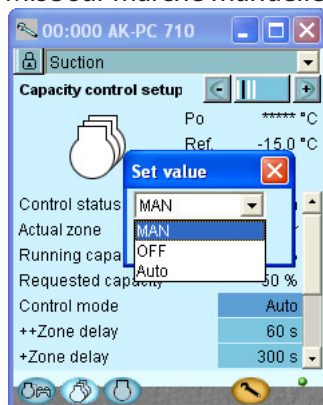 00:000 AK-PC 710
Suction
Capacity control setup
Po ***** °C
Ref. -15,0 °C
Set value
Control status MAN
Actual zone MAN
Running capa OFF
Requested capacity Auto 50 %
Control mode Auto
++Zone delay 60 s
+Zone delay 300 s